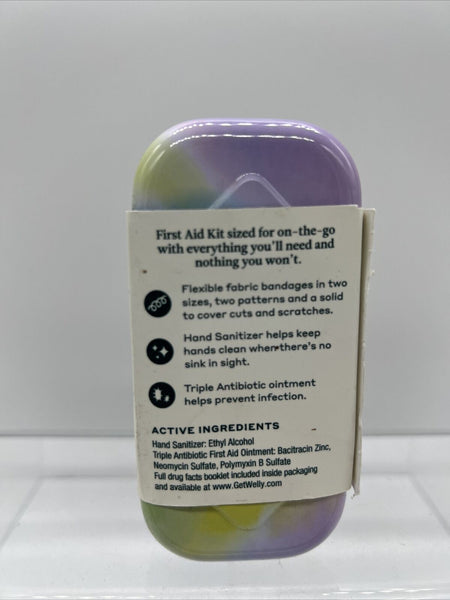 First Aid Kit sized for on-the-go
with everything you'll need and
nothing you won't.
Flexible fabric bandages in two
sizes, two patterns and a solid
to cover cuts and scratches.
Hand Sanitizer helps keep
hands clean when there's no
sink in sight.
Triple Antibiotic ointment
helps prevent infection.
ACTIVE INGREDIENTS
Hand Sanitizer: Ethyl Alcohol
Triple Antibiotic First Aid Ointment: Bacitracin Zinc,
Neomycin Sulfate, Polymyxin B Sulfate
Full drug facts booklet included inside packaging
and available at www.GetWelly.com